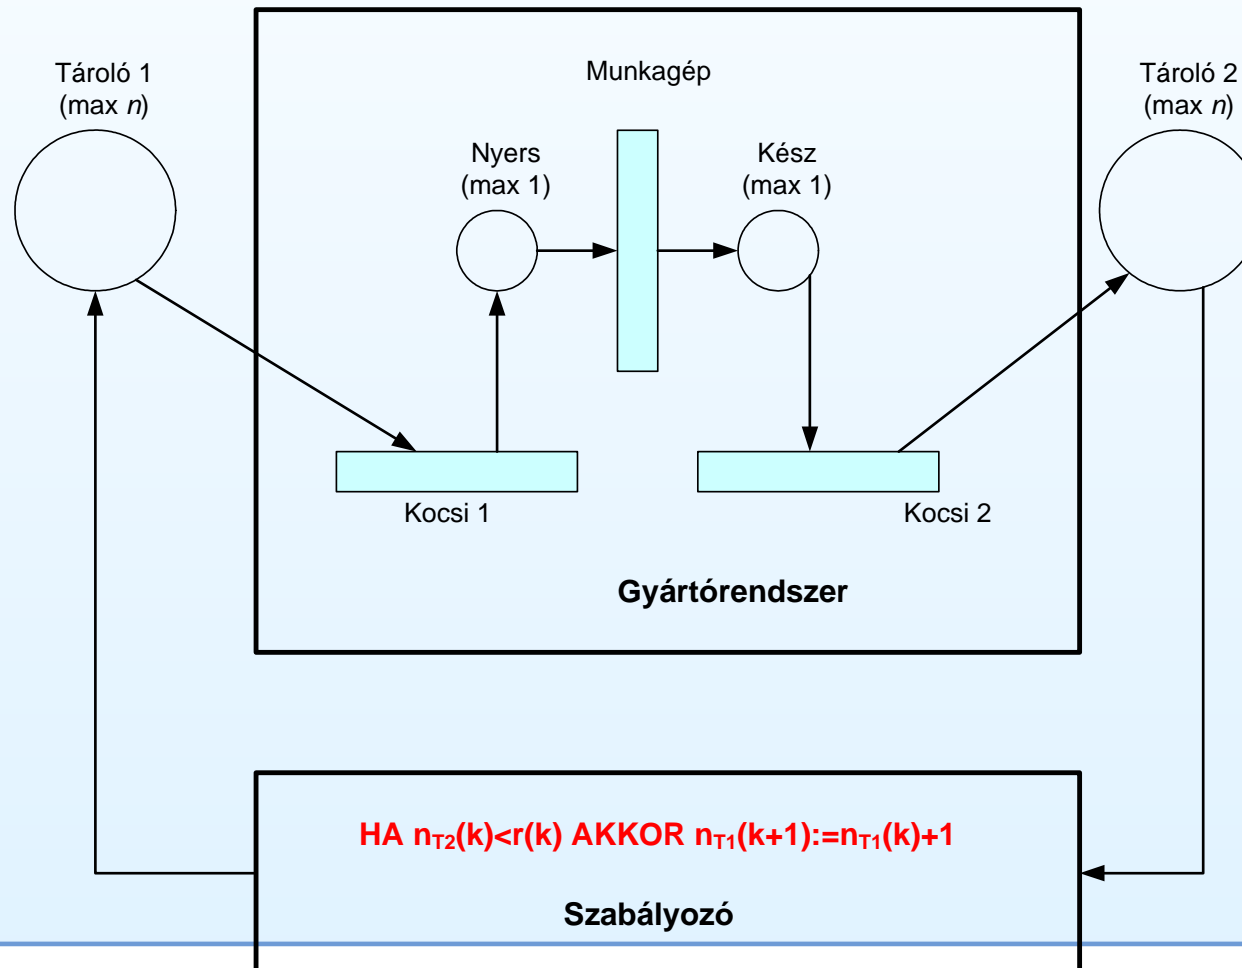 Tároló 1
(max n)
Munkagép
Tároló 2
(max n)
Nyers
(max 1)
Kész
(max 1)
Kocsi 1
Kocsi 2
Gyártórendszer
HA nT2(k)<r(k) AKKOR nT1(k+1):=nT1(k)+1
Szabályozó